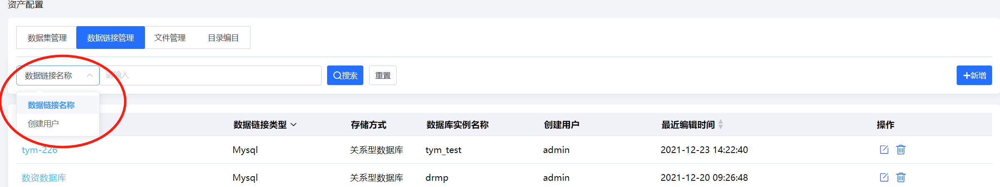 资产配置
数据集管理 数据链接管理 文件管理 目录编目
数据链接名称 请输入 搜索 重置 新增
数据链接名称
创建用户
数据链接类型 存储方式 数据库实例名称 创建用户 最近编辑时间 操作
tym-226 Mysql 关系型数据库 tym_test admin 2021-12-23 14:22:40
数资数据库 Mysql 关系型数据库 drmp admin 2021-12-20 09:26:48